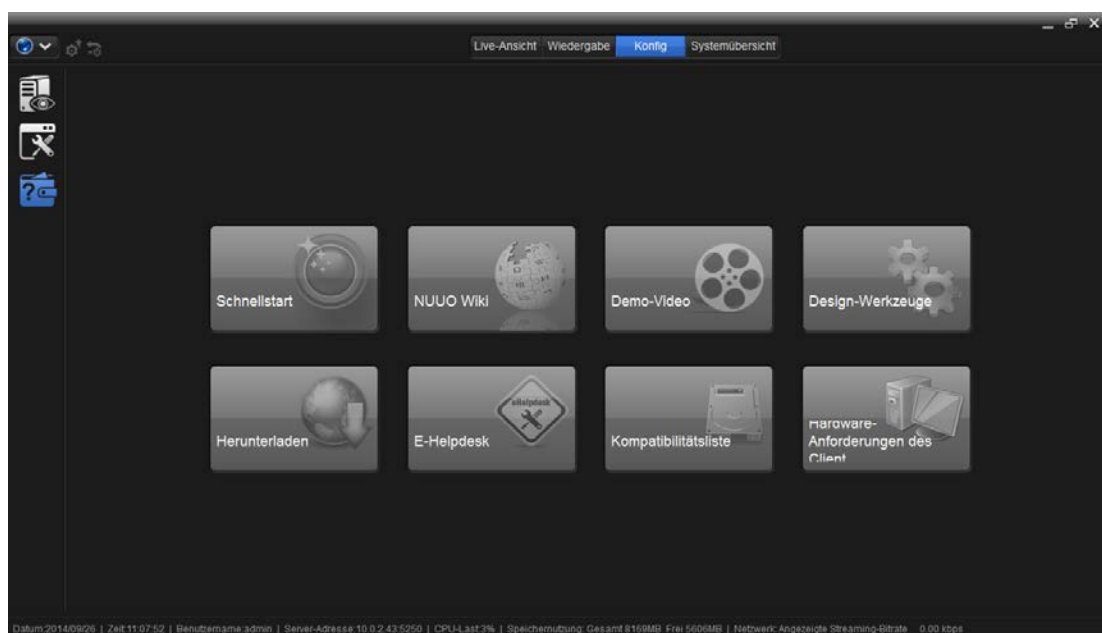 Live-Ansicht Wiedergabe Konfig Systemübersicht
Schnellstart
NUUO Wiki
Demo-Video
Design-Werkzeuge
Herunterladen
eHelpdesk
E-Helpdesk
Kompatibilitätsliste
Hardware-
Anforderungen des
Client
Datum:2014/09/26 | Zeit:11:07:52 | Benutzername:admin | Server-Adresse:10.0.2.43:5250 | CPU-Last:3% | Speichernutzung: Gesamt 8169MB Frei 5606MB | Netzwerk: Angezeigte Streaming-Bitrate 0.00 kbps